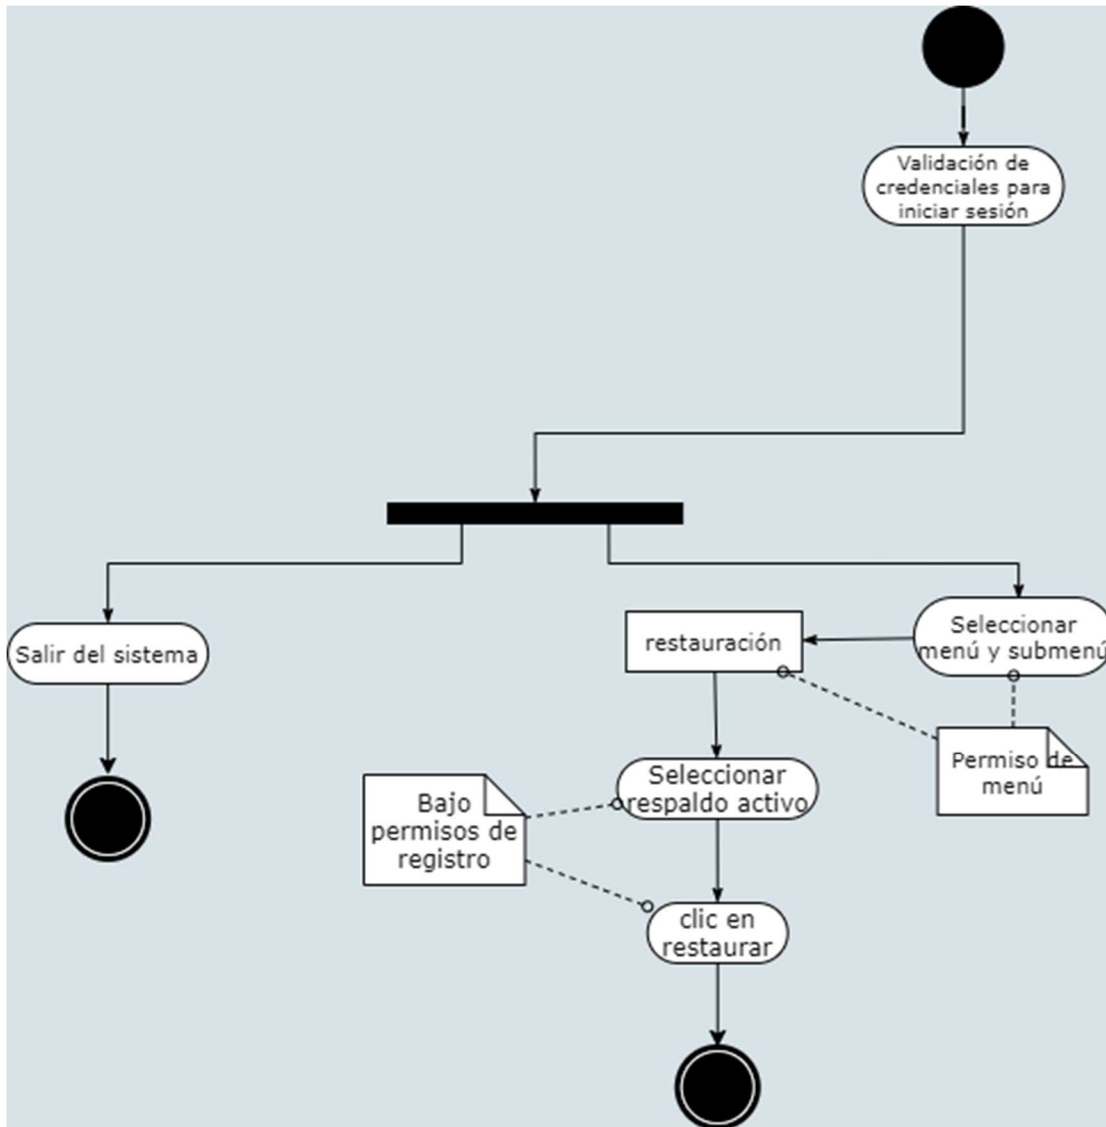 Validación de
credenciales para
iniciar sesión
Salir del sistema
restauración
Seleccionar
menú y submenú
Permiso de
menú
Seleccionar
respaldo activo
Bajo
permisos de
registro
clic en
restaurar